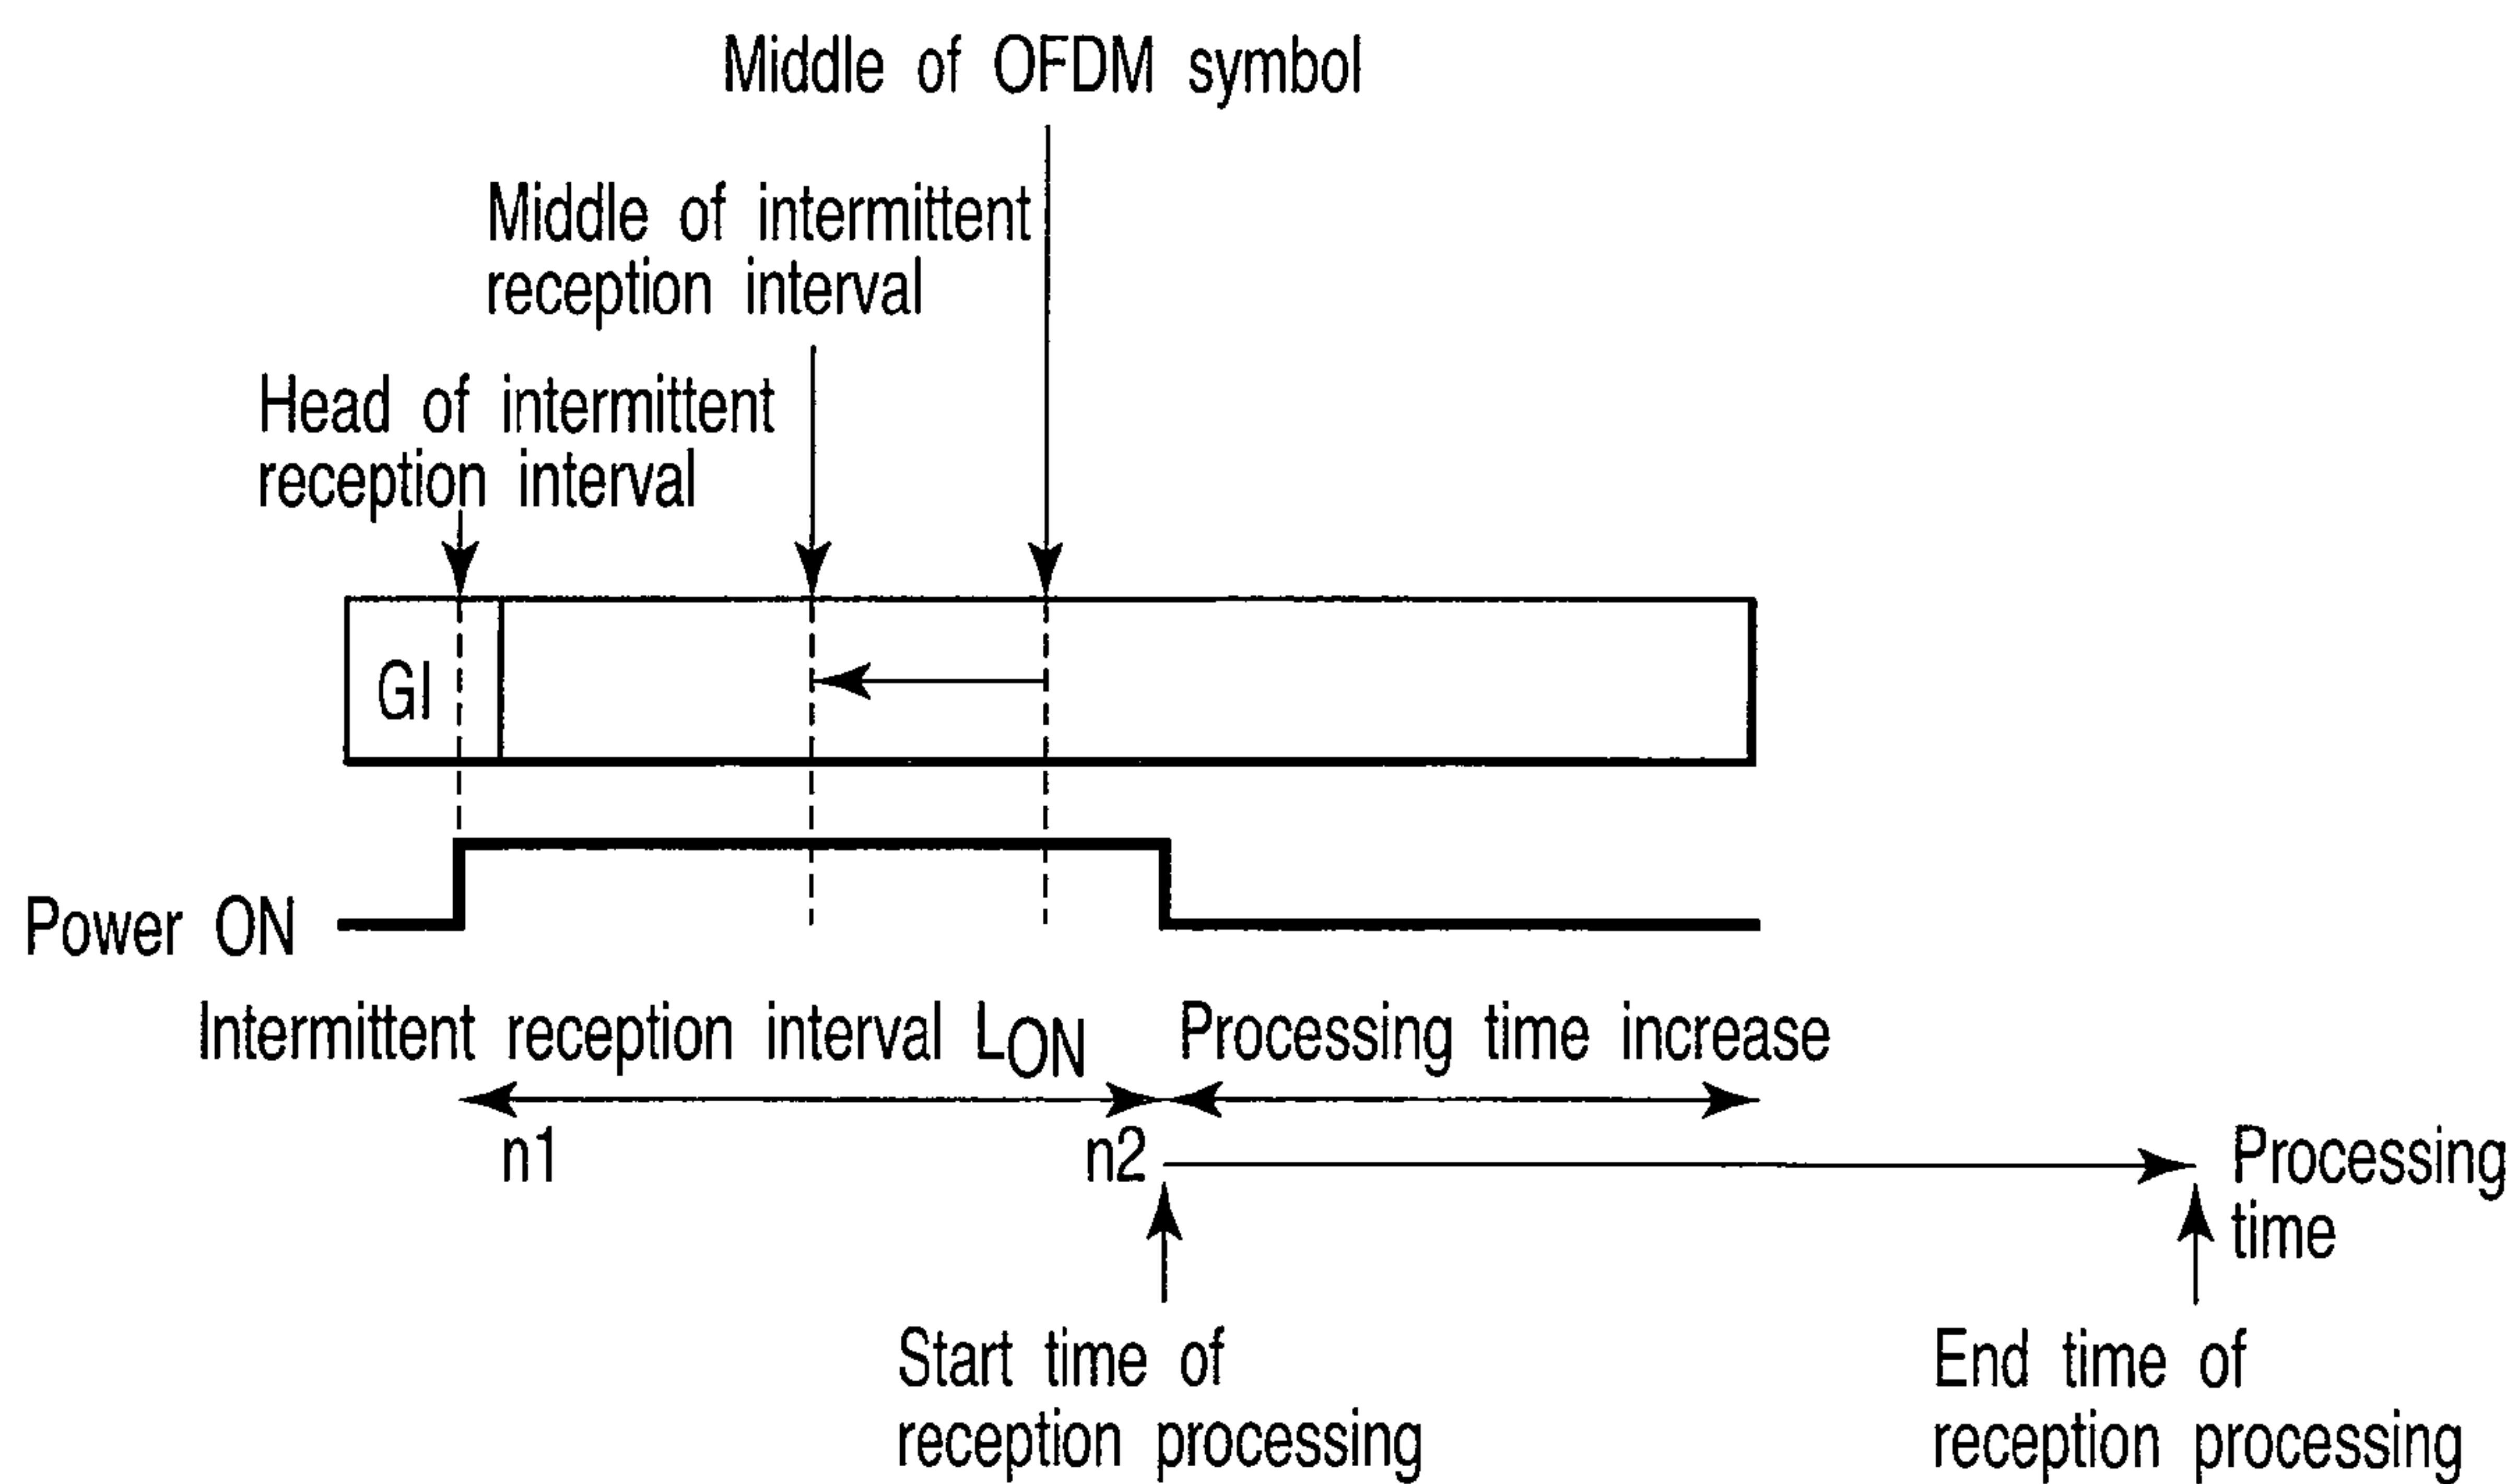 Middle of OFDM symbol
Middle of intermittent
reception interval
Head of intermittent
reception interval
GI
Power ON
Intermittent reception interval LON
Processing time increase
n1
n2
Processing
time
Start time of
reception processing
End time of
reception processing